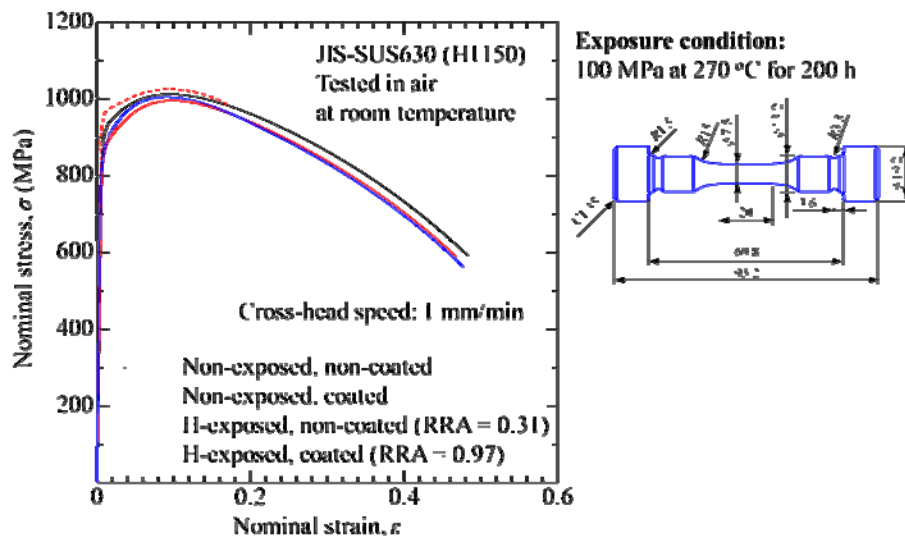 1200
1000
800
600
400
200
0
0
0.2
0.4
0.6
Nominal stress, σ (MPa)
Nominal strain, ε
JIS-SUS630 (H1150)
Tested in air
at room temperature
Cross-head speed: 1 mm/min
Non-exposed, non-coated
Non-exposed, coated
H-exposed, non-coated (RRA = 0.31)
H-exposed, coated (RRA = 0.97)
Exposure condition:
100 MPa at 270 °C for 200 h